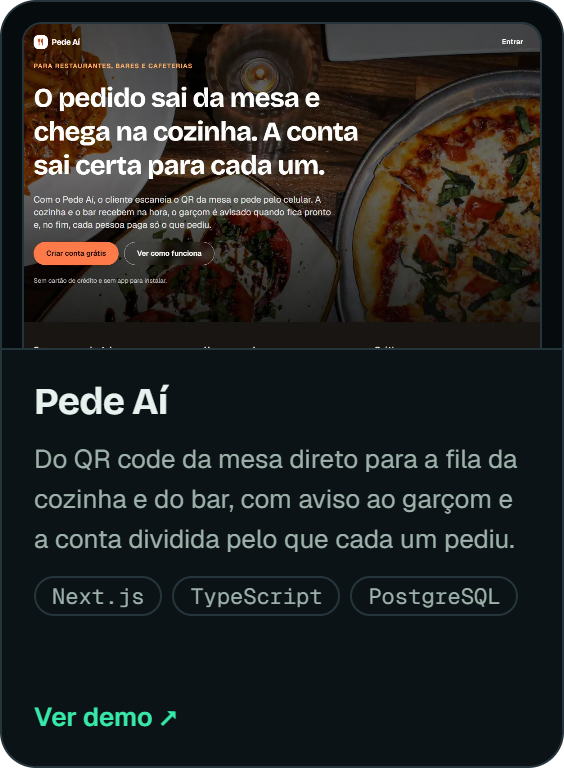 Pede Aí
Entrar
PARA RESTAURANTES, BARES E CAFETERIAS
O pedido sai da mesa e
chega na cozinha. A conta
sai certa para cada um.
Com o Pede Aí, o cliente escaneia o QR da mesa e pede pelo celular. A
cozinha e o bar recebem na hora, o garçom é avisado quando fica pronto
e, no fim, cada pessoa paga só o que pediu.
Criar conta grátis
Ver como funciona
Sem cartão de crédito e sem app para instalar.
Pede Aí
Do QR code da mesa direto para a fila da
cozinha e do bar, com aviso ao garçom e
a conta dividida pelo que cada um pediu.
Next.js
TypeScript
PostgreSQL
Ver demo ↗